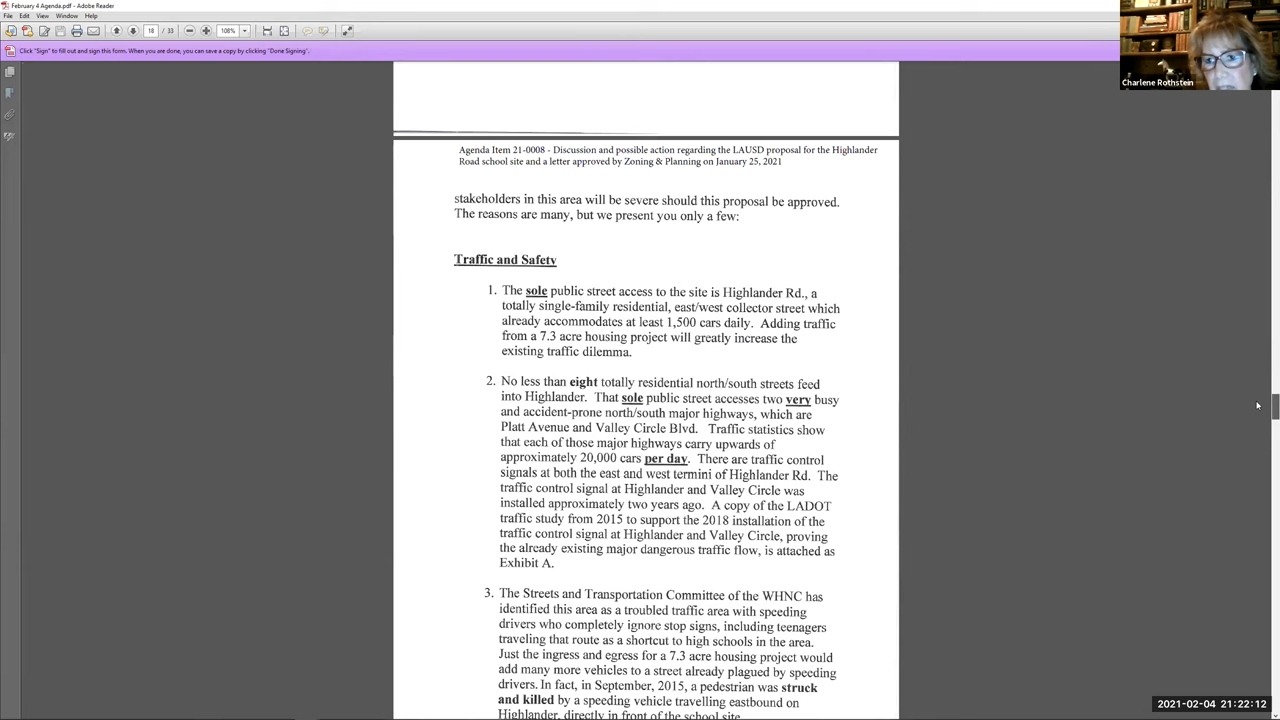 February 4 Agenda.pdf - Adobe Reader
File Edit View Window Help
18 / 33 108%
Click "Sign" to fill out and sign this form. When you are done, you can save a copy by clicking "Done Signing".
Charlene Rothstein
Agenda Item 21-0008 - Discussion and possible action regarding the LAUSD proposal for the Highlander
Road school site and a letter approved by Zoning & Planning on January 25, 2021
stakeholders in this area will be severe should this proposal be approved.
The reasons are many, but we present you only a few:
Traffic and Safety
1. The sole public street access to the site is Highlander Rd., a
totally single-family residential, east/west collector street which
already accommodates at least 1,500 cars daily. Adding traffic
from a 7.3 acre housing project will greatly increase the
existing traffic dilemma.
2. No less than eight totally residential north/south streets feed
into Highlander. That sole public street accesses two very busy
and accident-prone north/south major highways, which are
Platt Avenue and Valley Circle Blvd. Traffic statistics show
that each of those major highways carry upwards of
approximately 20,000 cars per day. There are traffic control
signals at both the east and west termini of Highlander Rd. The
traffic control signal at Highlander and Valley Circle was
installed approximately two years ago. A copy of the LADOT
traffic study from 2015 to support the 2018 installation of the
traffic control signal at Highlander and Valley Circle, proving
the already existing major dangerous traffic flow, is attached as
Exhibit A.
3. The Streets and Transportation Committee of the WHNC has
identified this area as a troubled traffic area with speeding
drivers who completely ignore stop signs, including teenagers
traveling that route as a shortcut to high schools in the area.
Just the ingress and egress for a 7.3 acre housing project would
add many more vehicles to a street already plagued by speeding
drivers. In fact, in September, 2015, a pedestrian was struck
and killed by a speeding vehicle travelling eastbound on
Highlander, directly in front of the school site.
2021-02-04 21:22:12